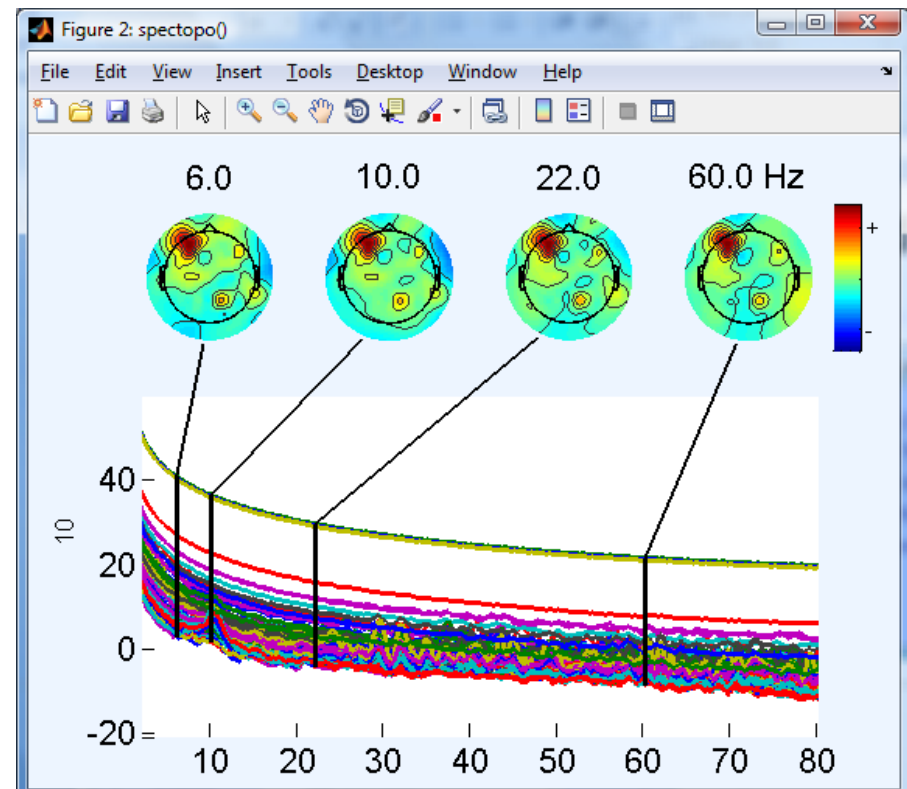 Figure 2: spectopo()
File Edit View Insert Tools Desktop Window Help
6.0 10.0 22.0 60.0 Hz
+
-
40
20
0
-20
10
10 20 30 40 50 60 70 80